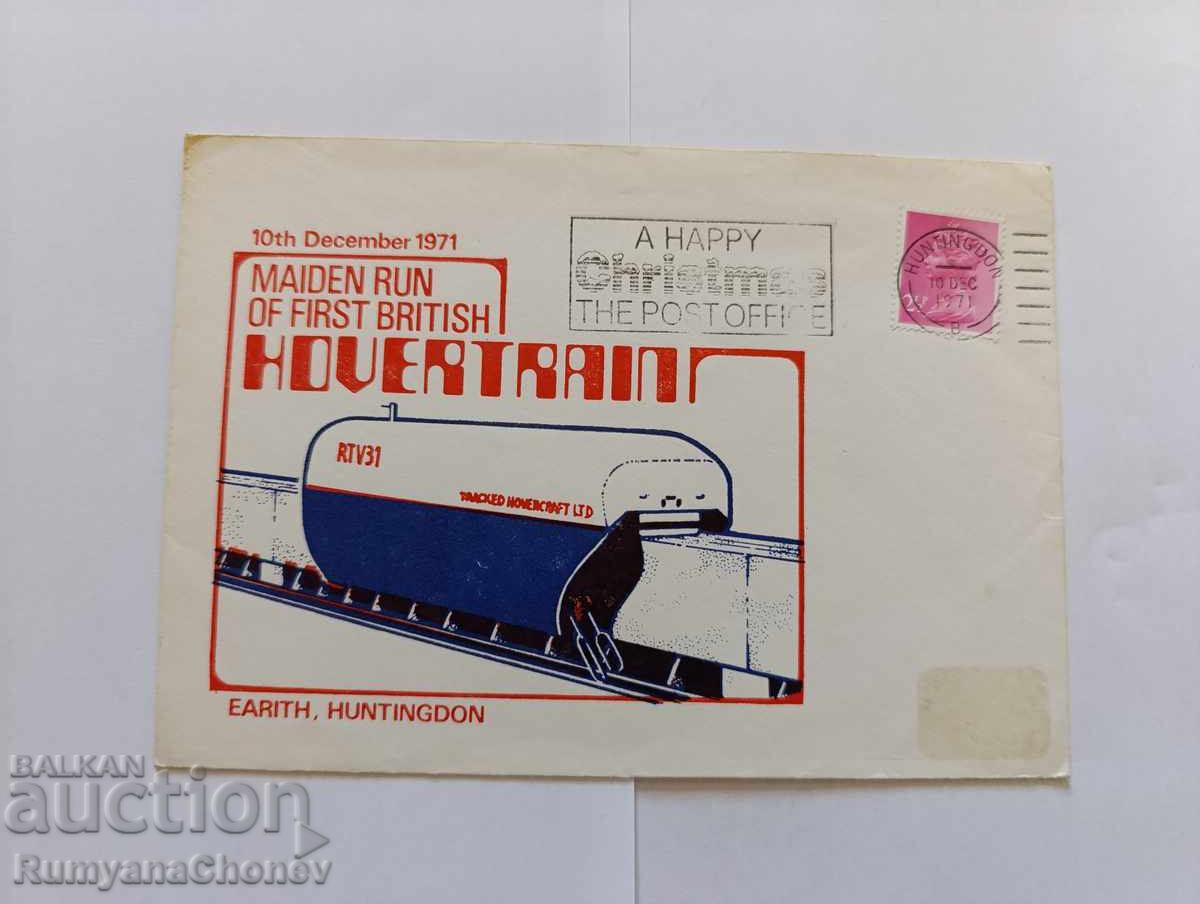 10th December 1971
MAIDEN RUN
OF FIRST BRITISH
HOVERTRAIN
A HAPPY
Christmas
THE POST OFFICE
HUNTINGDON
10 DEC
1971
B
RTV31
TRACKED HOVERCRAFT LTD
EARITH, HUNTINGDON
BALKAN
auction
RumyanaChonev